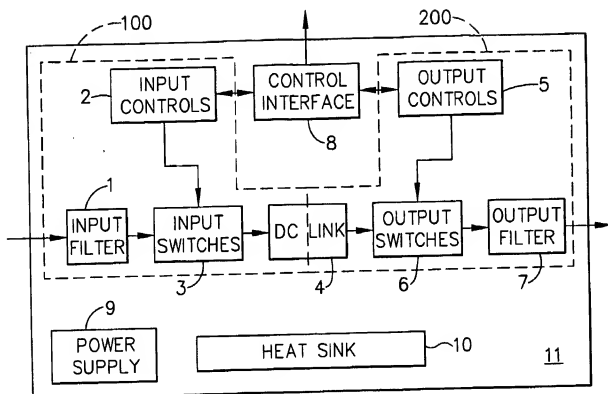 100
200
INPUT
CONTROLS
2
CONTROL
INTERFACE
8
OUTPUT
CONTROLS
5
1
INPUT
FILTER
INPUT
SWITCHES
3
DC LINK
4
OUTPUT
SWITCHES
6
OUTPUT
FILTER
7
9
POWER
SUPPLY
HEAT SINK
10
11